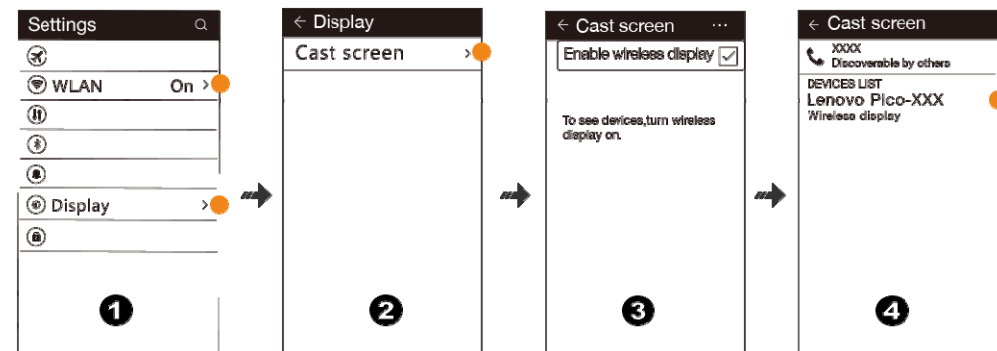 Settings
WLAN On >
Display >
1
← Display
Cast screen >
2
← Cast screen ...
Enable wireless display
To see devices,turn wireless
display on.
3
← Cast screen
XXXX
Discoverable by others
DEVICES LIST
Lenovo Pico-XXX
Wireless display
4